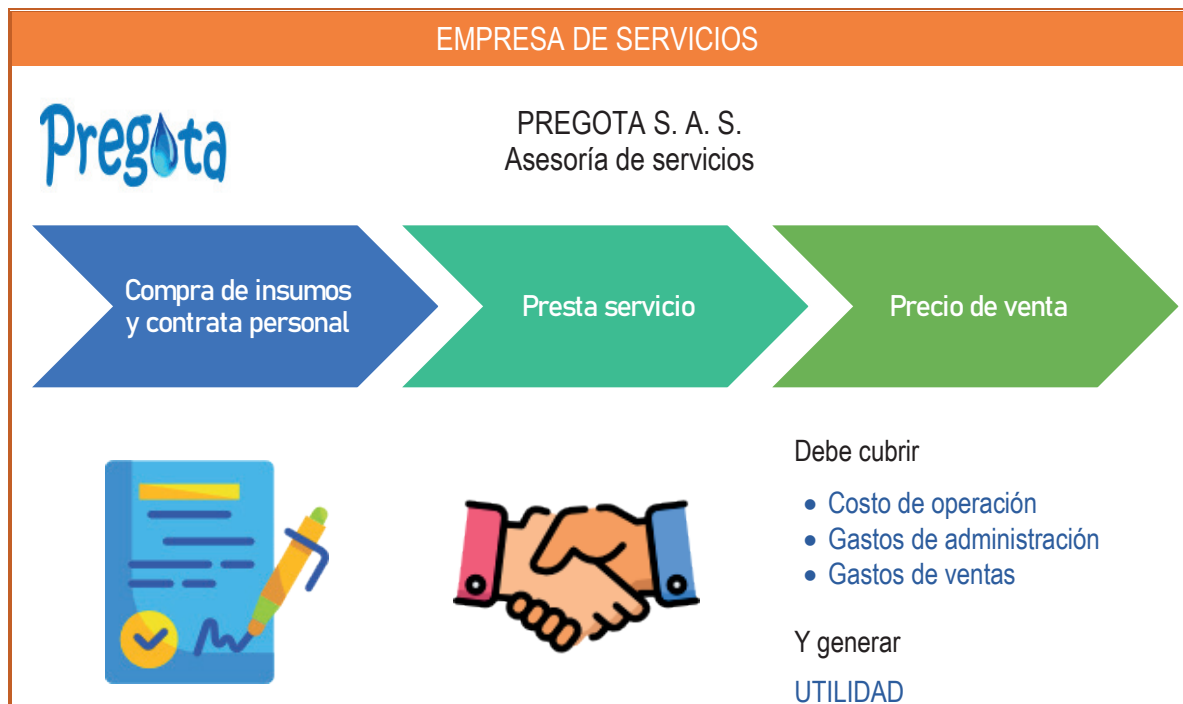 EMPRESA DE SERVICIOS
Pregota
PREGOTA S. A. S.
Asesoría de servicios
Compra de insumos
y contrata personal
Presta servicio
Precio de venta
Debe cubrir
• Costo de operación
• Gastos de administración
• Gastos de ventas
Y generar
UTILIDAD